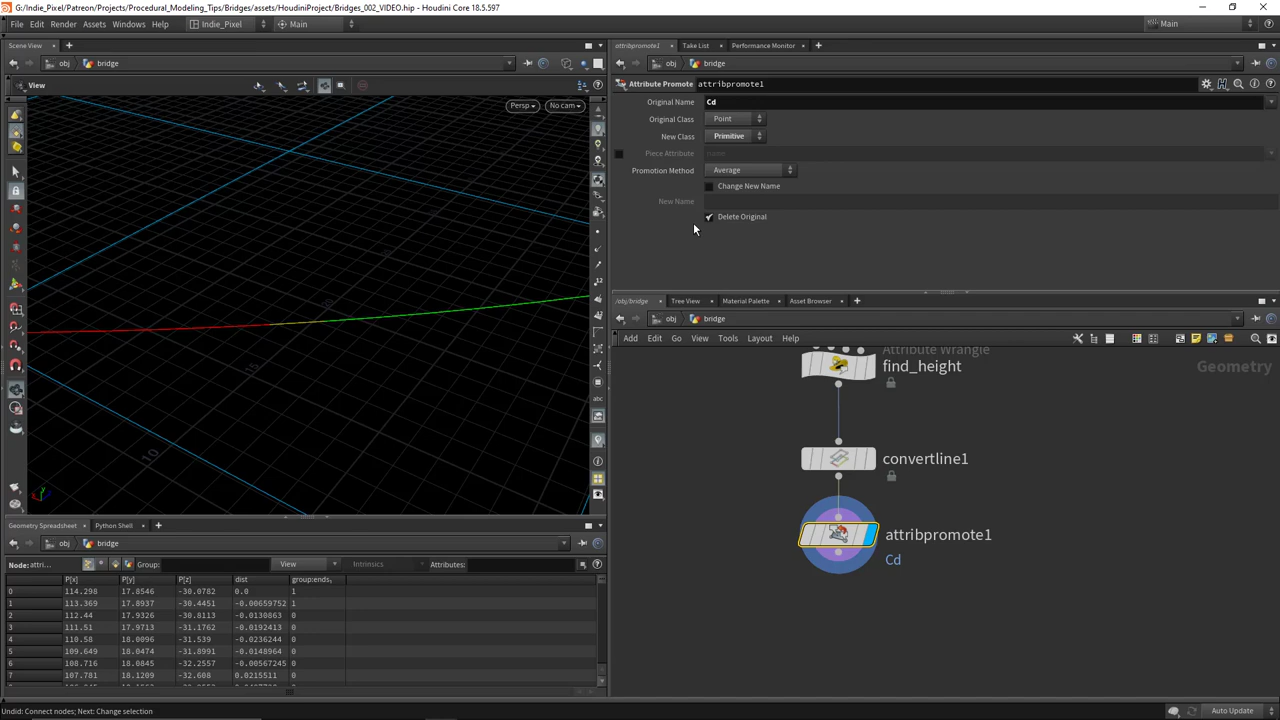 G:/Indie_Pixel/Patreon/Projects/Procedural_Modeling_Tips/Bridges/assets/HoudiniProject/Bridges_002_VIDEO.hip - Houdini Core 18.5.597
File Edit Render Assets Windows Help Indie_Pixel Main Main
Scene View
obj bridge
View
Persp No cam
10
Geometry Spreadsheet Python Shell
obj bridge
Node: attri... Group: View Intrinsics Attributes:
P[x] P[y] P[z] dist group:ends
0 114.298 17.8546 -30.0782 0.0 1
1 113.369 17.8937 -30.4451 -0.00659752 1
2 112.44 17.9326 -30.8113 -0.0130863 0
3 111.51 17.9713 -31.1762 -0.0192413 0
4 110.58 18.0096 -31.539 -0.0236244 0
5 109.649 18.0474 -31.8991 -0.0148964 0
6 108.716 18.0845 -32.2557 -0.00567245 0
7 107.781 18.1209 -32.608 0.0215511 0
Undid: Connect nodes; Next: Change selection
attribpromote1 Take List Performance Monitor
obj bridge
Attribute Promote attribpromote1
Original Name Cd
Original Class Point
New Class Primitive
Piece Attribute name
Promotion Method Average
Change New Name
New Name
Delete Original
/obj/bridge Tree View Material Palette Asset Browser
obj bridge
Add Edit Go View Tools Layout Help
Attribute Wrangle
find_height
Geometry
convertline1
attribpromote1
Cd
Auto Update